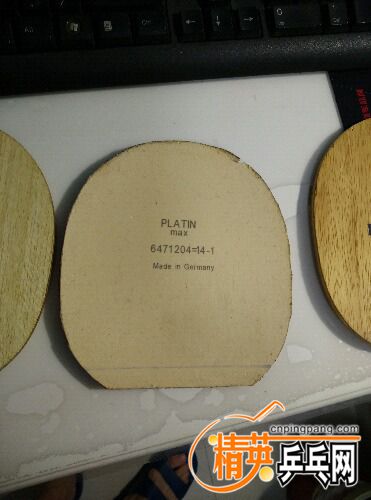 PLATIN
max
6471204=14-1
Made in Germany
cnpingpang.com
精英乒乓网